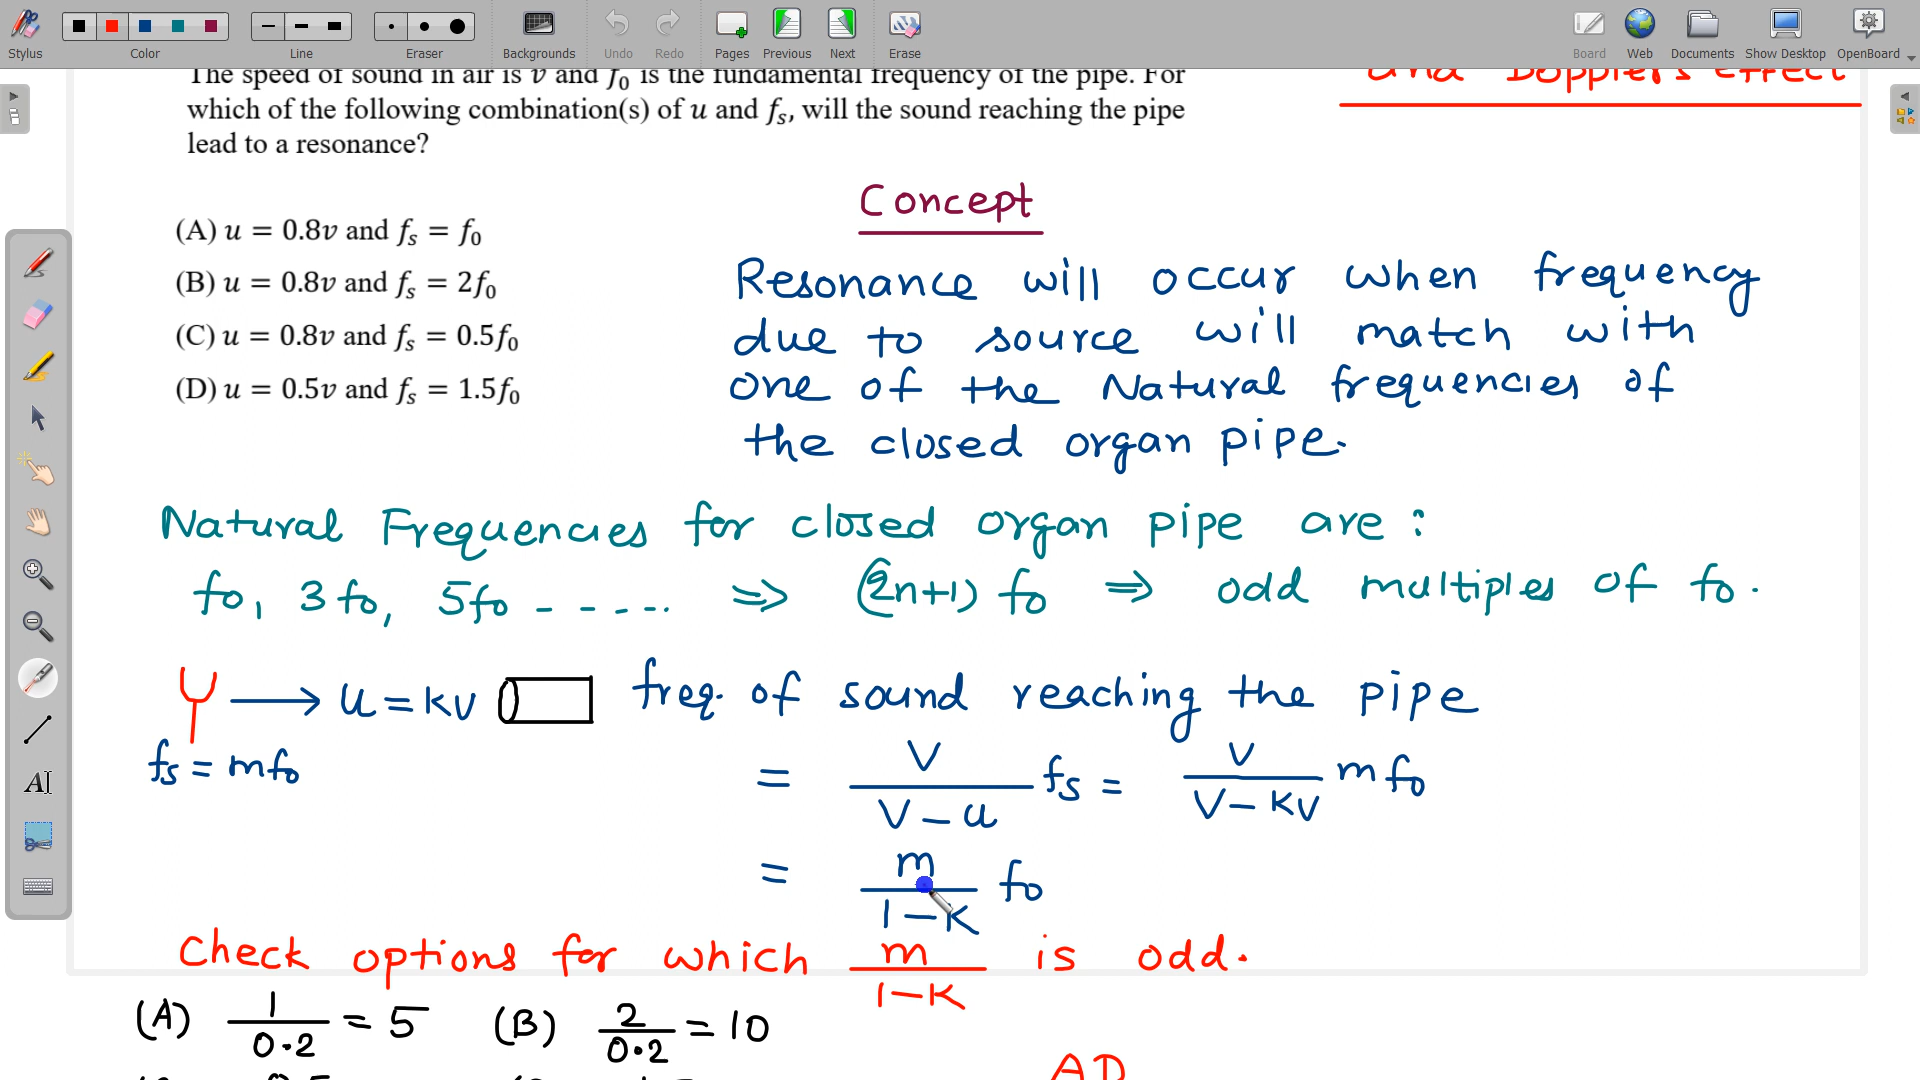 Stylus Color Line Eraser Backgrounds Undo Redo Pages Previous Next Erase Board Web Documents Show Desktop OpenBoard
The speed of sound in air is v and f₀ is the fundamental frequency of the pipe. For
which of the following combination(s) of u and fₛ, will the sound reaching the pipe
lead to a resonance?
and Doppler's effect
(A) u = 0.8v and fₛ = f₀
(B) u = 0.8v and fₛ = 2f₀
(C) u = 0.8v and fₛ = 0.5f₀
(D) u = 0.5v and fₛ = 1.5f₀
Concept
Resonance will occur when frequency
due to source will match with
one of the Natural frequencies of
the closed organ pipe.
Natural Frequencies for closed organ pipe are :
fo, 3fo, 5fo ------ ⇒ (2n+1) fo ⇒ odd multiples of fo.
u = kv freq. of sound reaching the pipe
fs = mfo
= V/(V-u) fs = V/(V-kV) m fo
= m/(1-k) fo
Check options for which m/(1-k) is odd.
(A) 1/0.2 = 5 (B) 2/0.2 = 10
AD